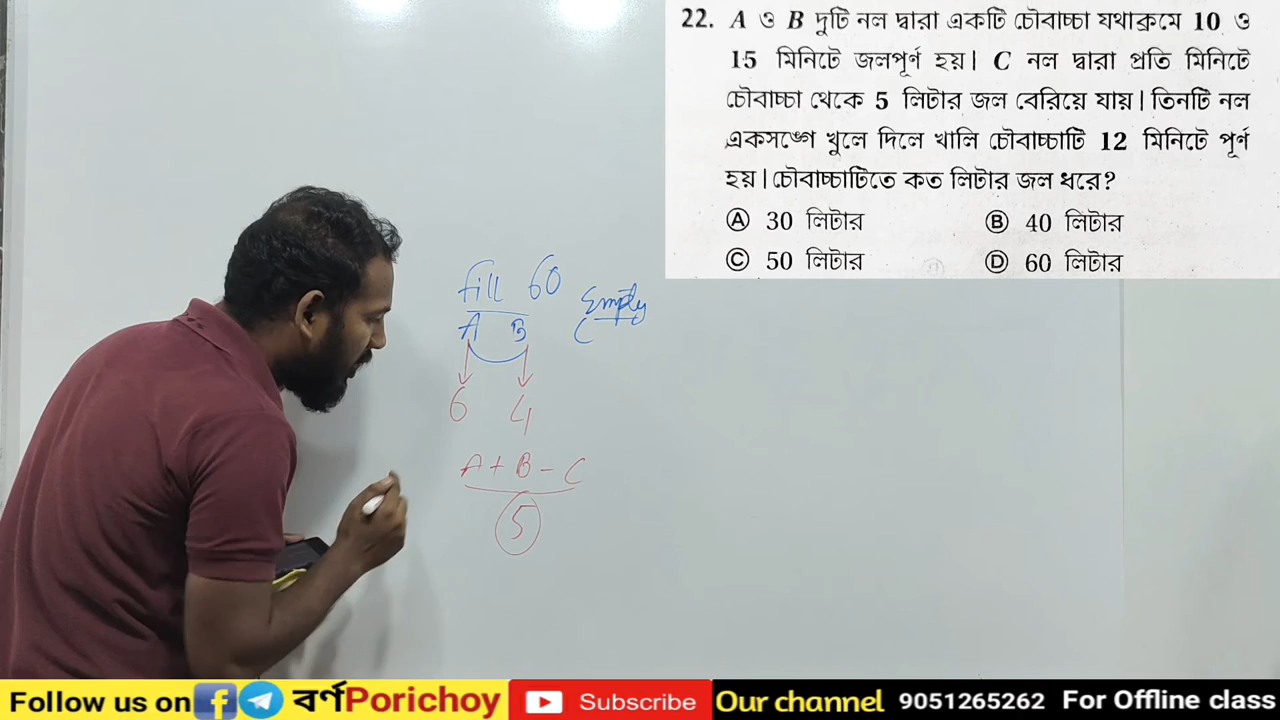 22. A ও B দুটি নল দ্বারা একটি চৌবাচ্চা যথাক্রমে 10 ও
15 মিনিটে জলপূর্ণ হয়। C নল দ্বারা প্রতি মিনিটে
চৌবাচ্চা থেকে 5 লিটার জল বেরিয়ে যায়। তিনটি নল
একসঙ্গে খুলে দিলে খালি চৌবাচ্চাটি 12 মিনিটে পূর্ণ
হয়। চৌবাচ্চাটিতে কত লিটার জল ধরে?
Ⓐ 30 লিটার Ⓑ 40 লিটার
Ⓒ 50 লিটার Ⓓ 60 লিটার
fill 60 Empty
A B C
6 4
A + B - C
5
Follow us on বর্ণPorichoy Subscribe Our channel 9051265262 For Offline class